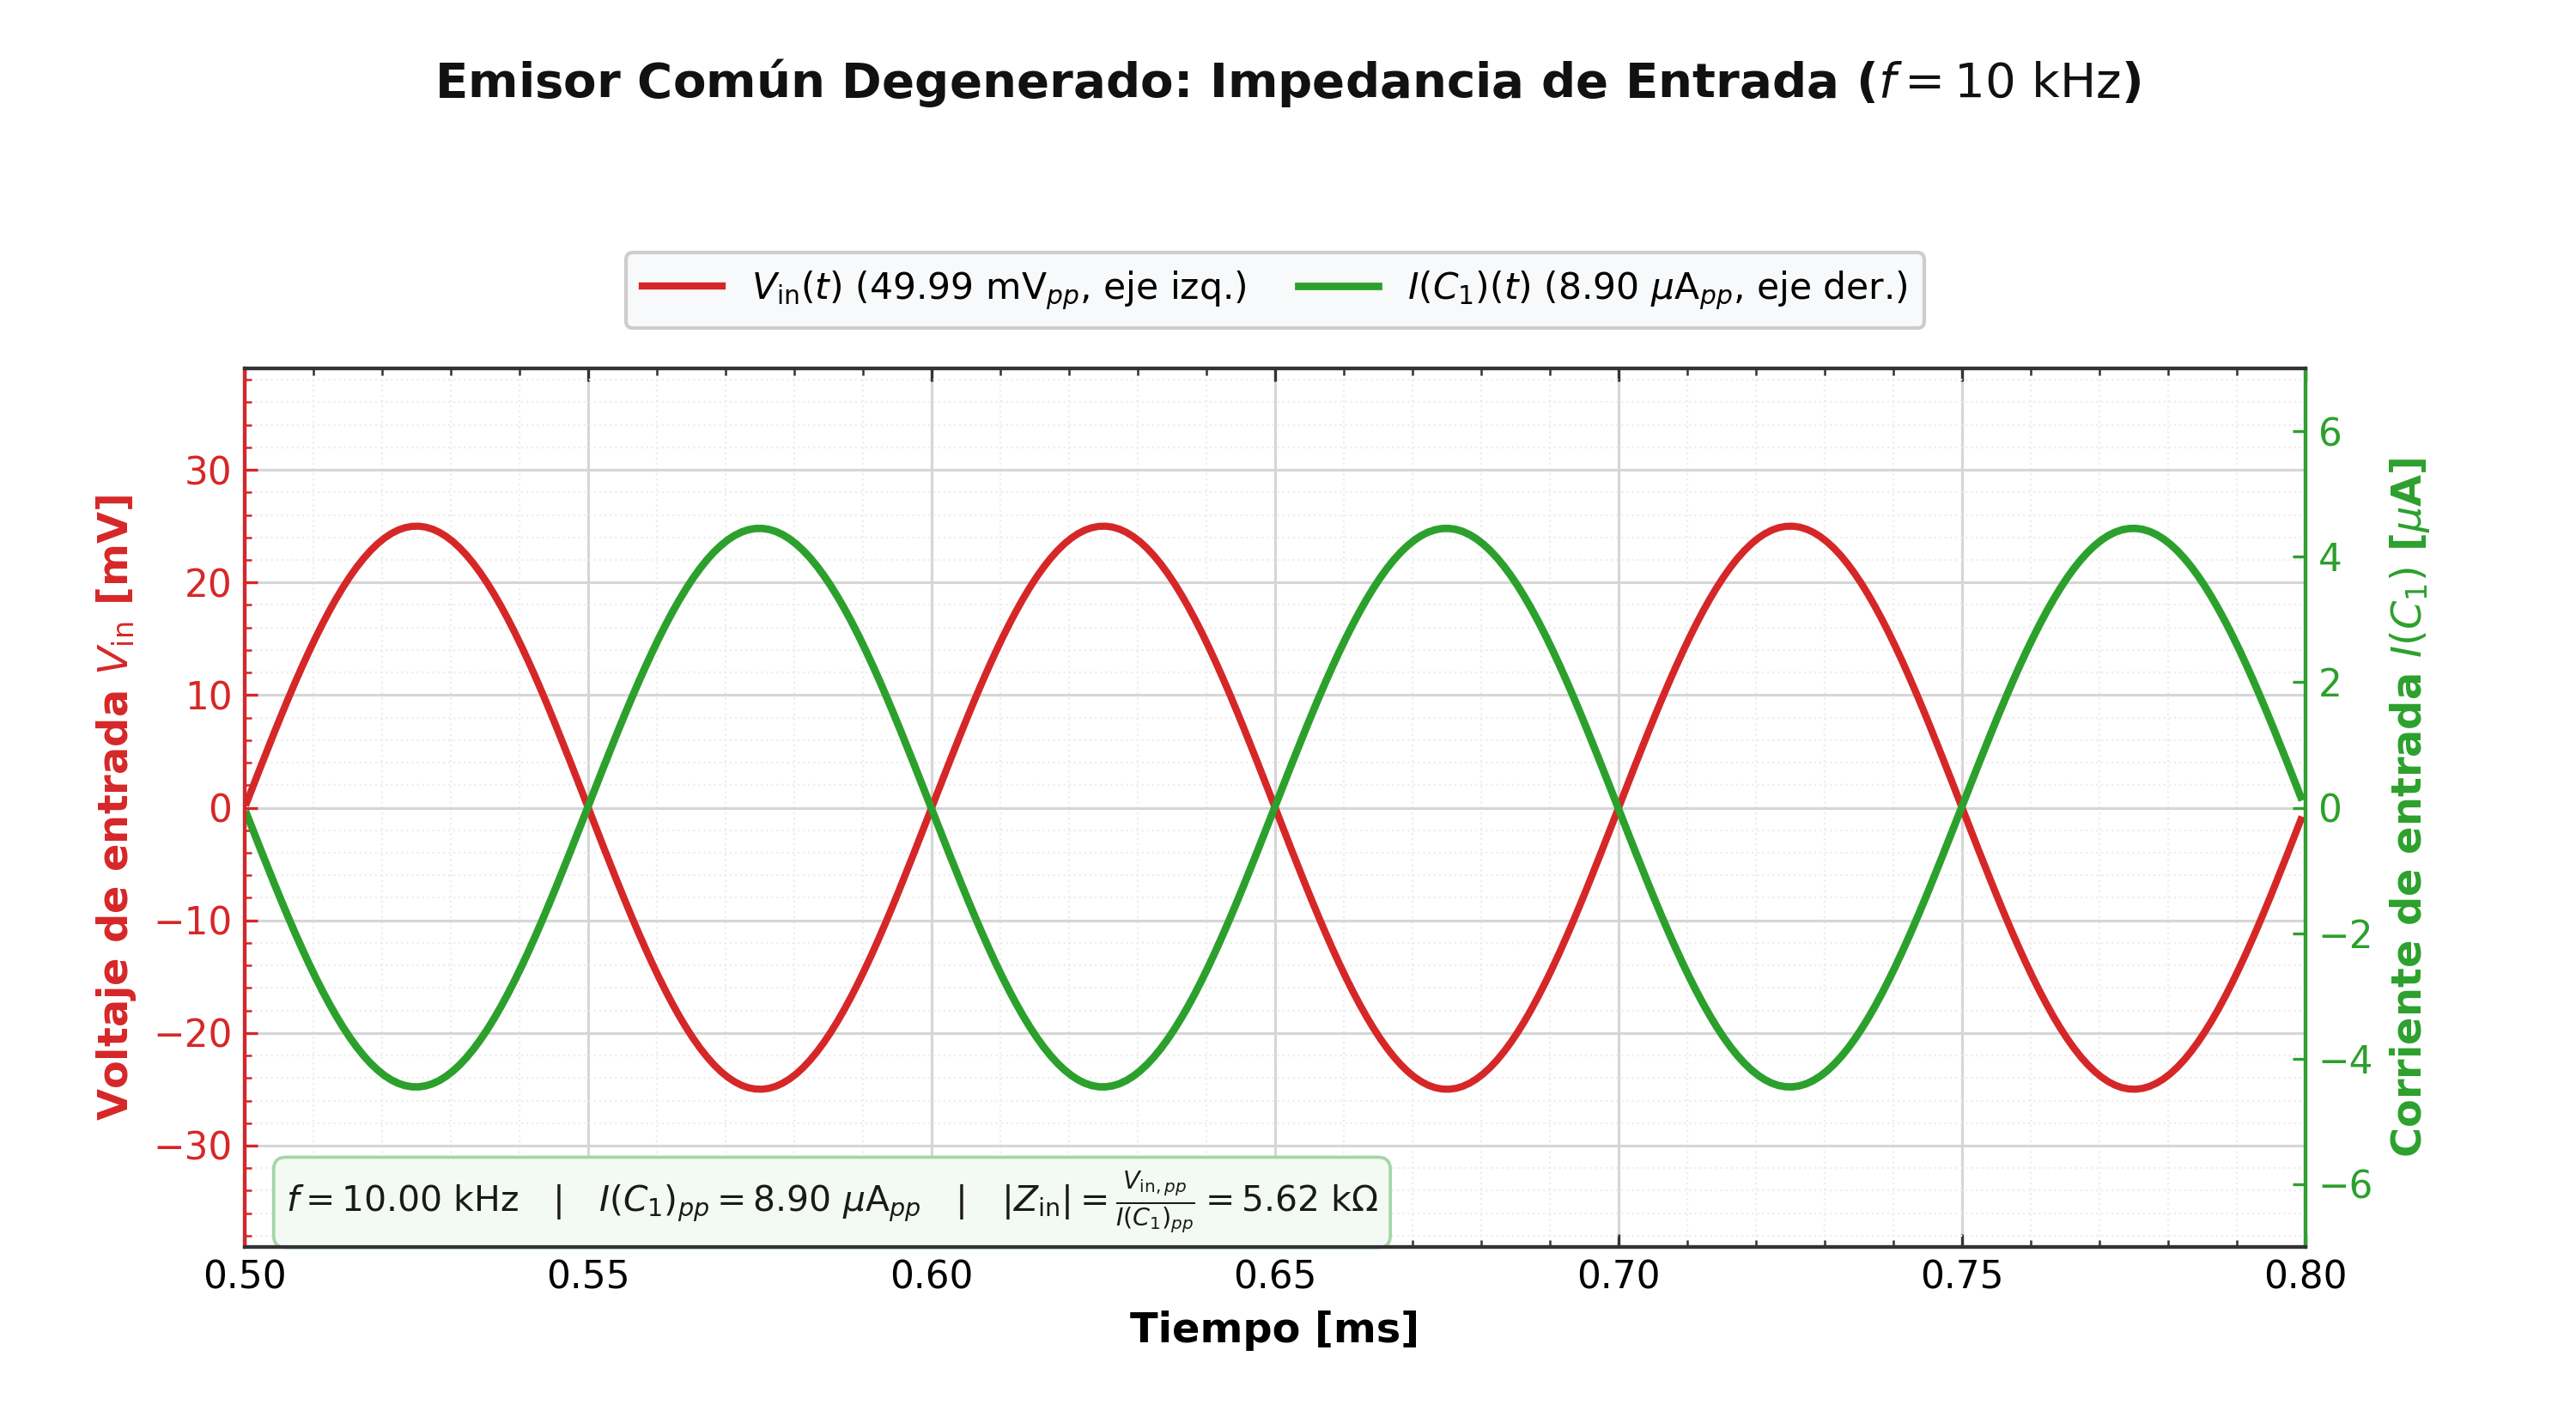 Emisor Común Degenerado: Impedancia de Entrada (f = 10 kHz)
V_in(t) (49.99 mV_pp, eje izq.)
I(C_1)(t) (8.90 μA_pp, eje der.)
Voltaje de entrada V_in [mV]
30
20
10
0
−10
−20
−30
6
4
2
0
−2
−4
−6
Corriente de entrada I(C_1) [μA]
f = 10.00 kHz | I(C_1)_pp = 8.90 μA_pp | |Z_in| = V_in,pp / I(C_1)_pp = 5.62 kΩ
0.50 0.55 0.60 0.65 0.70 0.75 0.80
Tiempo [ms]